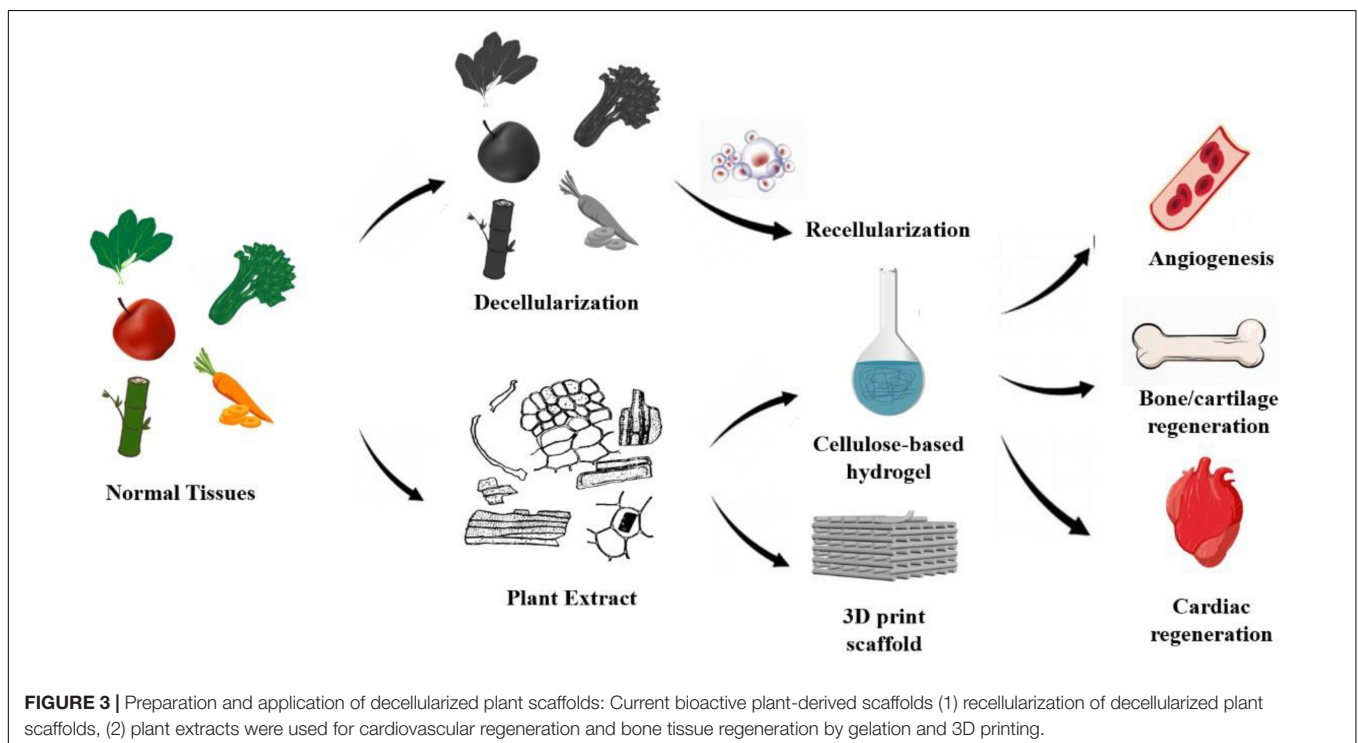 Normal Tissues
Decellularization
Plant Extract
Recellularization
Cellulose-based
hydrogel
3D print
scaffold
Angiogenesis
Bone/cartilage
regeneration
Cardiac
regeneration
FIGURE 3 | Preparation and application of decellularized plant scaffolds: Current bioactive plant-derived scaffolds (1) recellularization of decellularized plant
scaffolds, (2) plant extracts were used for cardiovascular regeneration and bone tissue regeneration by gelation and 3D printing.